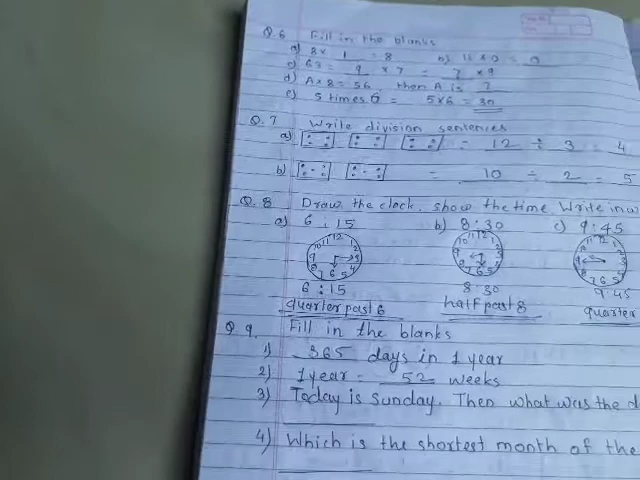 Q.6 Fill in the blanks
a) 8 × 1 = 8 b) 12 × 0 = 0
c) 63 = 9 × 7 = 7 × 9
d) A × 8 = 56, then A is 7
e) 5 times 6 = 5×6 = 30
Q.7 Write division sentences
a) = 12 ÷ 3 = 4
b) = 10 ÷ 2 = 5
Q.8 Draw the clock. show the time. Write in w
a) 6:15 b) 8:30 c) 9:45
6:15 8:30 9:45
quarter past 6 half past 8 quarter
Q 9. Fill in the blanks
1) 365 days in 1 year
2) 1 year = 52 weeks
3) Today is Sunday. Then what was the d
4) Which is the shortest month of the